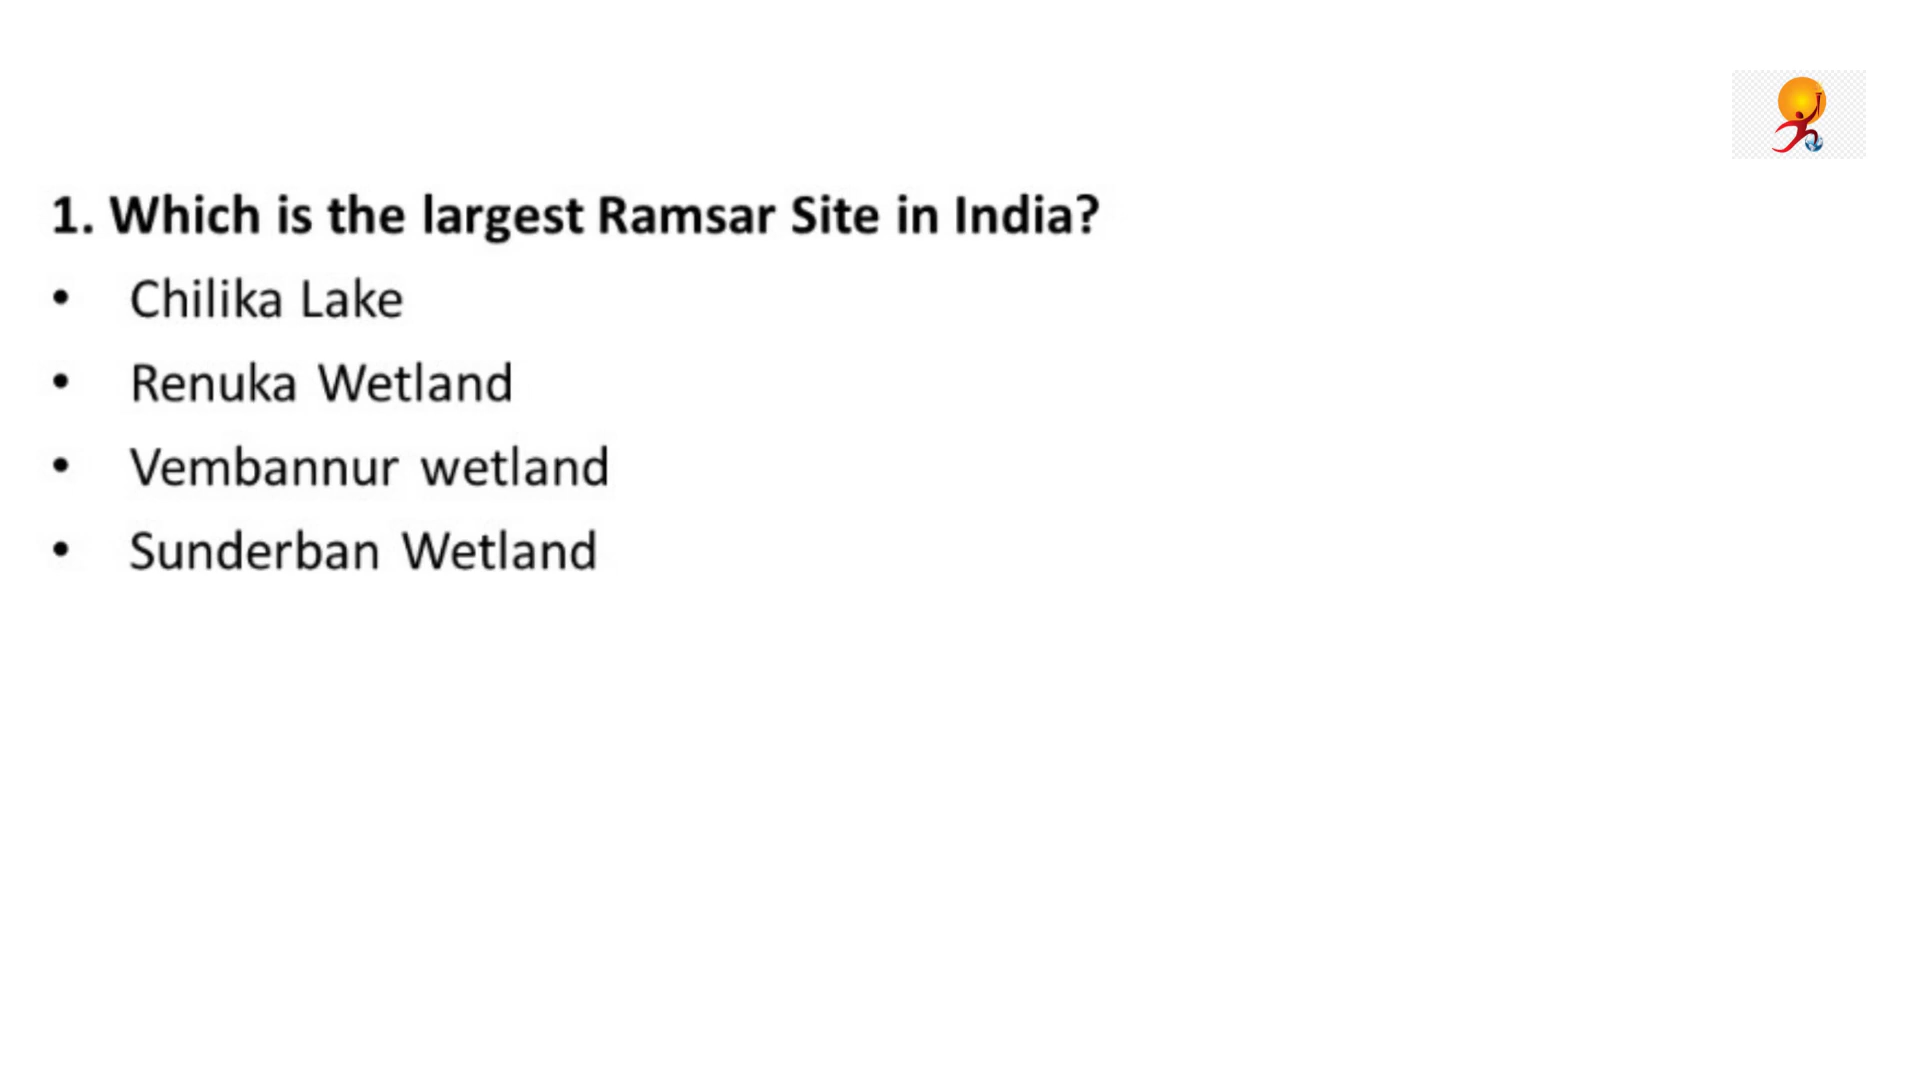 1. Which is the largest Ramsar Site in India?
• Chilika Lake
• Renuka Wetland
• Vembannur wetland
• Sunderban Wetland